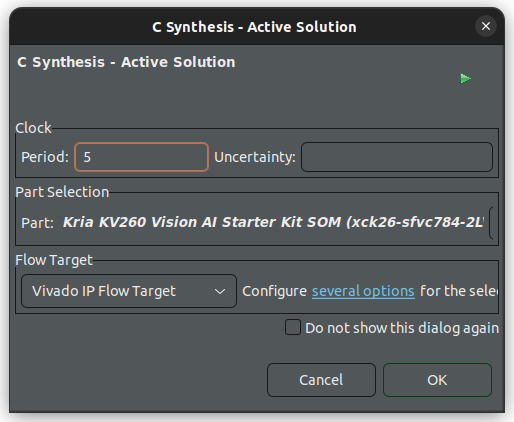 C Synthesis - Active Solution
C Synthesis - Active Solution
Clock
Period: 5 Uncertainty:
Part Selection
Part: Kria KV260 Vision AI Starter Kit SOM (xck26-sfvc784-2L
Flow Target
Vivado IP Flow Target Configure several options for the sele
Do not show this dialog again
Cancel OK